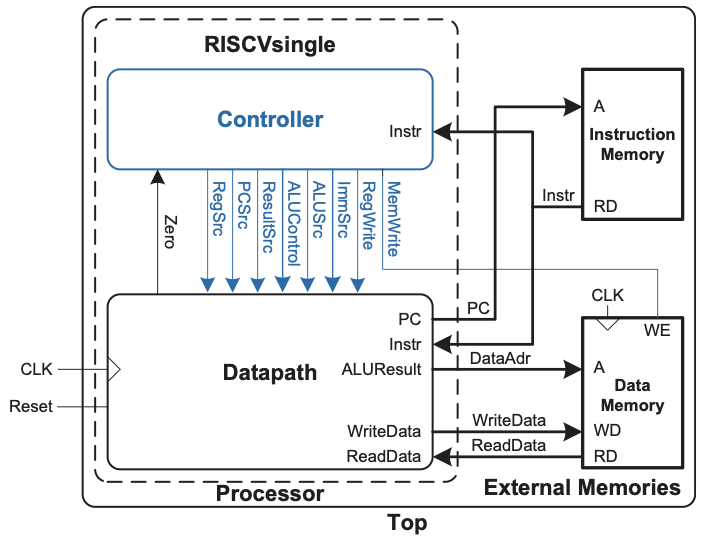 RISCVsingle
Controller
Instr
A
Instruction
Memory
RD
Instr
Zero
RegSrc
PCSrc
ResultSrc
ALUControl
ALUSrc
ImmSrc
RegWrite
MemWrite
CLK
WE
PC
PC
Instr
Datapath
ALUResult
DataAdr
A
Data
Memory
CLK
Reset
WriteData
WriteData
WD
ReadData
ReadData
RD
Processor
External Memories
Top